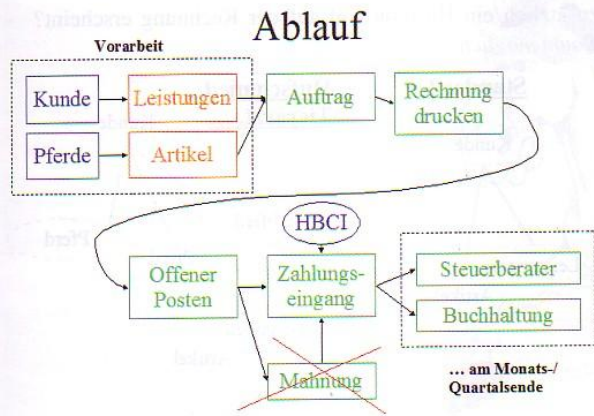 Ablauf
Vorarbeit
Kunde
Leistungen
Auftrag
Rechnung
drucken
Pferde
Artikel
HBCI
Offener
Posten
Zahlungs-
eingang
Steuerberater
Buchhaltung
Mahnung
... am Monats-/
Quartalsende